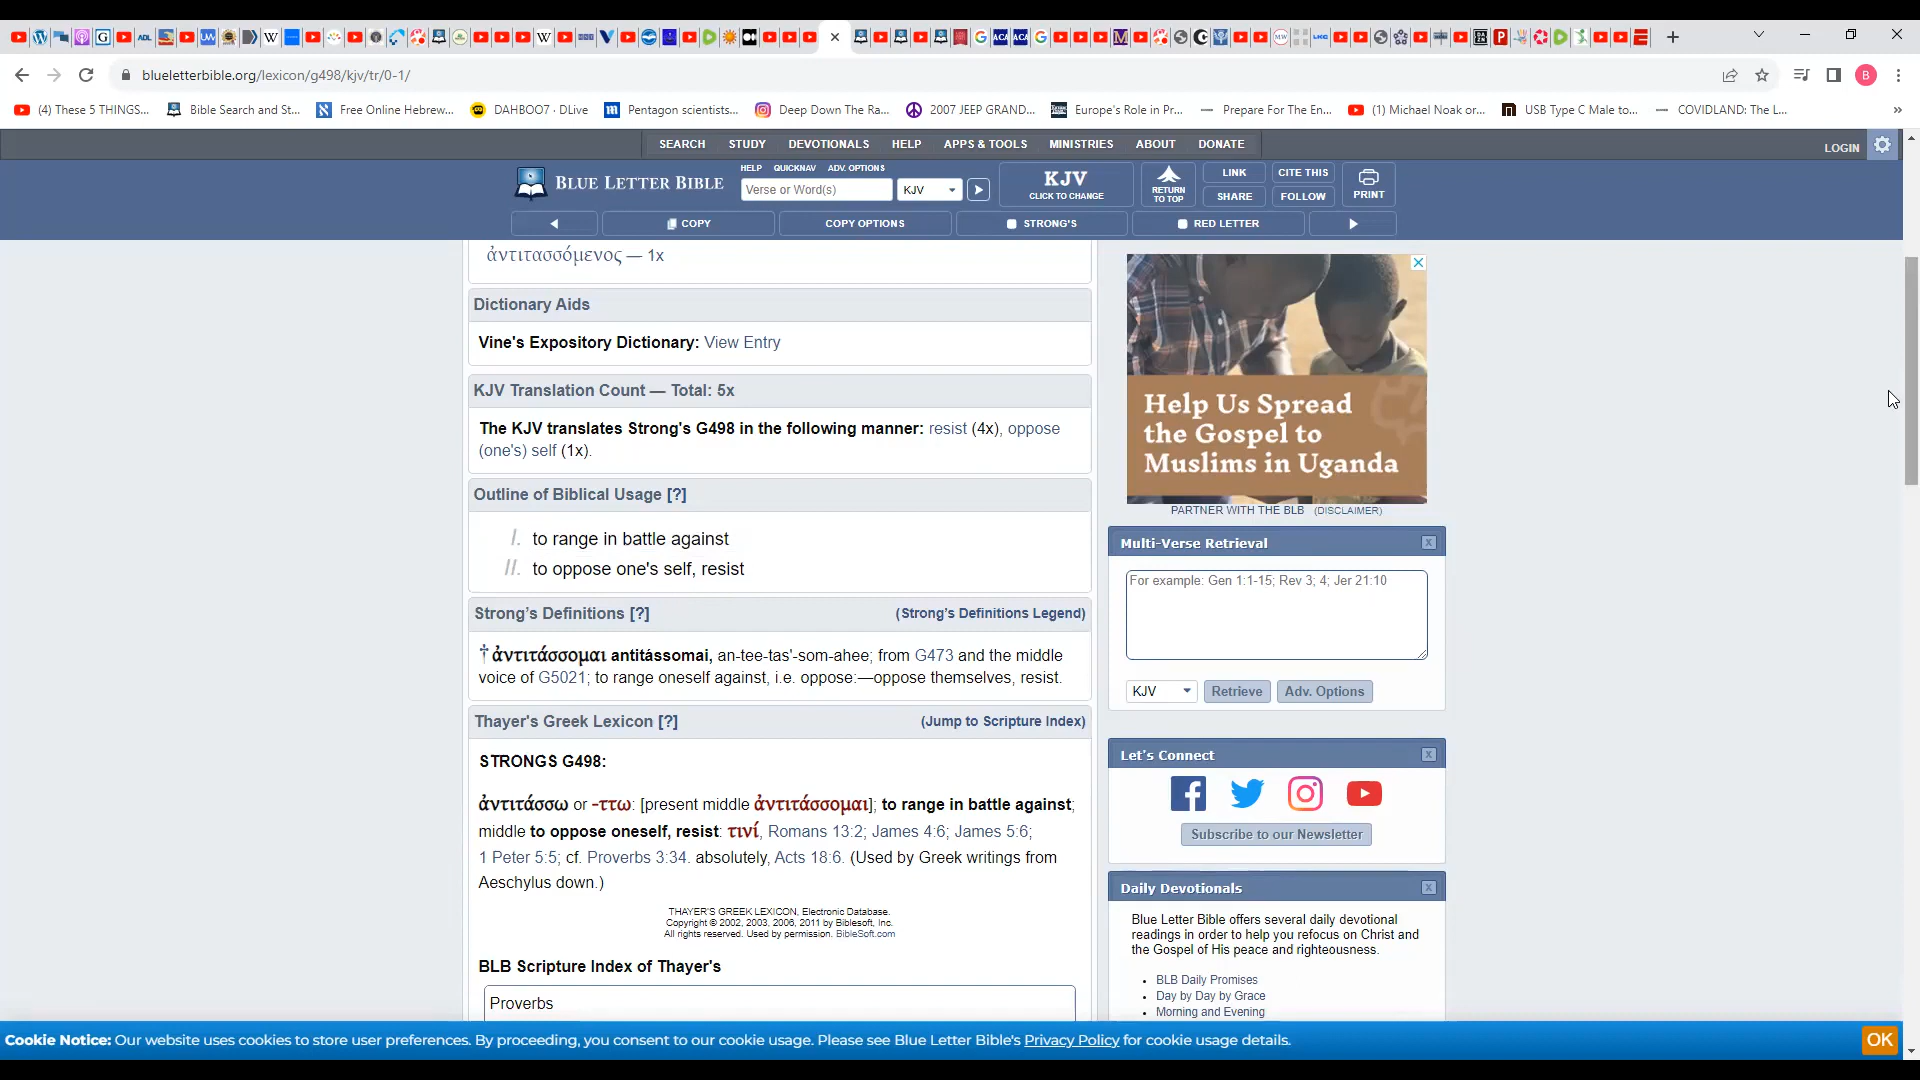 blueletterbible.org/lexicon/g498/kjv/tr/0-1/
B
(4) These 5 THINGS...
Bible Search and St...
Free Online Hebrew...
DAHBOO7 · DLive
Pentagon scientists...
Deep Down The Ra...
2007 JEEP GRAND...
Europe's Role in Pr...
Prepare For The En...
(1) Michael Noak or...
USB Type C Male to...
COVIDLAND: The L...
»
SEARCH STUDY DEVOTIONALS HELP APPS & TOOLS MINISTRIES ABOUT DONATE
LOGIN
BLUE LETTER BIBLE
HELP QUICKNAV ADV. OPTIONS
Verse or Word(s)
KJV
KJV
CLICK TO CHANGE
RETURN
TO TOP
LINK
CITE THIS
SHARE
FOLLOW
PRINT
COPY
COPY OPTIONS
STRONG'S
RED LETTER
ἀντιτασσόμενος — 1x
Dictionary Aids
Vine's Expository Dictionary: View Entry
KJV Translation Count — Total: 5x
The KJV translates Strong's G498 in the following manner: resist (4x), oppose
(one's) self (1x).
Outline of Biblical Usage [?]
I. to range in battle against
II. to oppose one's self, resist
Strong’s Definitions [?] (Strong’s Definitions Legend)
†ἀντιτάσσομαι antitássomai, an-tee-tas'-som-ahee; from G473 and the middle
voice of G5021; to range oneself against, i.e. oppose:—oppose themselves, resist.
Thayer's Greek Lexicon [?] (Jump to Scripture Index)
STRONGS G498:
ἀντιτάσσω or -ττω: [present middle ἀντιτάσσομαι]; to range in battle against;
middle to oppose oneself, resist: τινί, Romans 13:2; James 4:6; James 5:6;
1 Peter 5:5; cf. Proverbs 3:34. absolutely, Acts 18:6. (Used by Greek writings from
Aeschylus down.)
THAYER'S GREEK LEXICON, Electronic Database.
Copyright © 2002, 2003, 2006, 2011 by Biblesoft, Inc.
All rights reserved. Used by permission. BibleSoft.com
BLB Scripture Index of Thayer's
Proverbs
Help Us Spread
the Gospel to
Muslims in Uganda
PARTNER WITH THE BLB (DISCLAIMER)
Multi-Verse Retrieval
For example: Gen 1:1-15; Rev 3; 4; Jer 21:10
KJV
Retrieve
Adv. Options
Let's Connect
Subscribe to our Newsletter
Daily Devotionals
Blue Letter Bible offers several daily devotional
readings in order to help you refocus on Christ and
the Gospel of His peace and righteousness.
• BLB Daily Promises
• Day by Day by Grace
• Morning and Evening
Cookie Notice: Our website uses cookies to store user preferences. By proceeding, you consent to our cookie usage. Please see Blue Letter Bible's Privacy Policy for cookie usage details.
OK